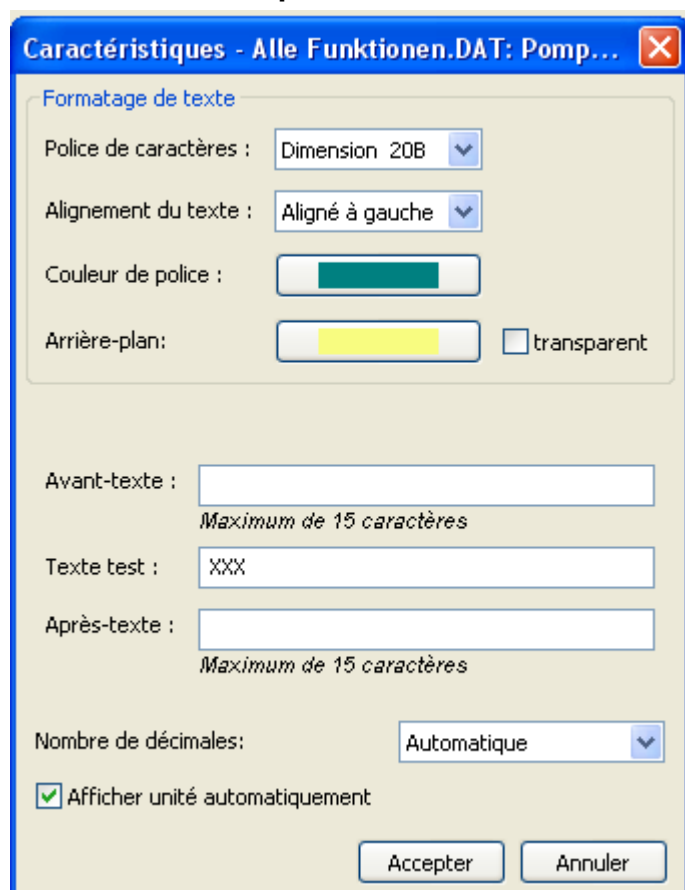 Caractéristiques - Alle Funktionen.DAT: Pomp...
Formatage de texte
Police de caractères : Dimension 20B
Alignement du texte : Aligné à gauche
Couleur de police :
Arrière-plan: transparent
Avant-texte :
Maximum de 15 caractères
Texte test : XXX
Après-texte :
Maximum de 15 caractères
Nombre de décimales: Automatique
Afficher unité automatiquement
Accepter Annuler